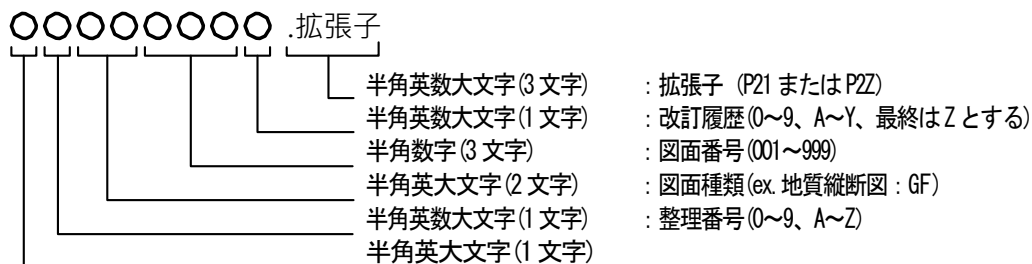 ○○○○○○○○.拡張子
半角英数大文字(3文字) :拡張子 (P21またはP2Z)
半角英数大文字(1文字) :改訂履歴(0～9、A～Y、最終はZとする)
半角数字(3文字) :図面番号(001～999)
半角英大文字(2文字) :図面種類(ex.地質縦断図:GF)
半角英数大文字(1文字) :整理番号(0～9、A～Z)
半角英大文字(1文字)